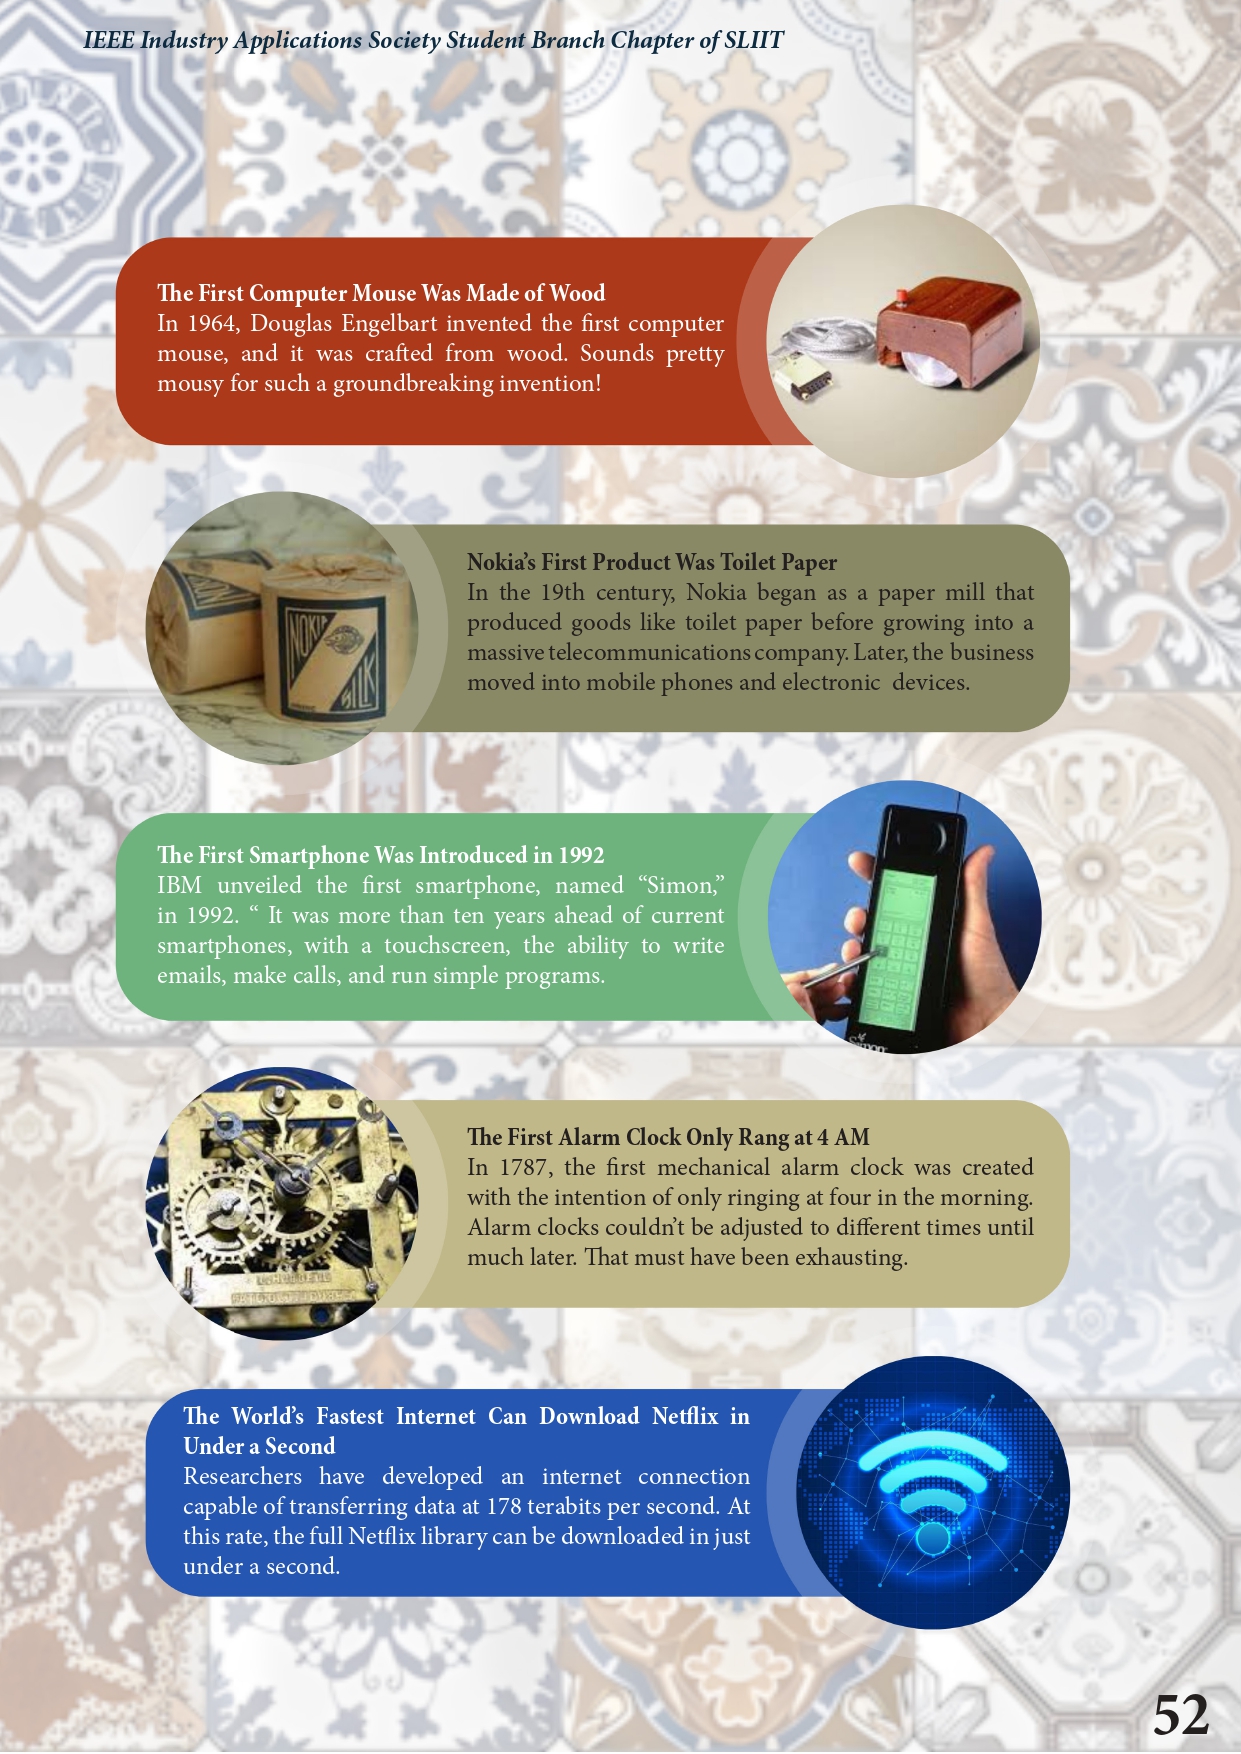 IEEE Industry Applications Society Student Branch Chapter of SLIIT
The First Computer Mouse Was Made of Wood
In 1964, Douglas Engelbart invented the first computer
mouse, and it was crafted from wood. Sounds pretty
mousy for such a groundbreaking invention!
NOKIA
SILK
Nokia’s First Product Was Toilet Paper
In the 19th century, Nokia began as a paper mill that
produced goods like toilet paper before growing into a
massive telecommunications company. Later, the business
moved into mobile phones and electronic devices.
The First Smartphone Was Introduced in 1992
IBM unveiled the first smartphone, named “Simon,”
in 1992. “ It was more than ten years ahead of current
smartphones, with a touchscreen, the ability to write
emails, make calls, and run simple programs.
Simon
The First Alarm Clock Only Rang at 4 AM
In 1787, the first mechanical alarm clock was created
with the intention of only ringing at four in the morning.
Alarm clocks couldn’t be adjusted to different times until
much later. That must have been exhausting.
The World’s Fastest Internet Can Download Netflix in
Under a Second
Researchers have developed an internet connection
capable of transferring data at 178 terabits per second. At
this rate, the full Netflix library can be downloaded in just
under a second.
52